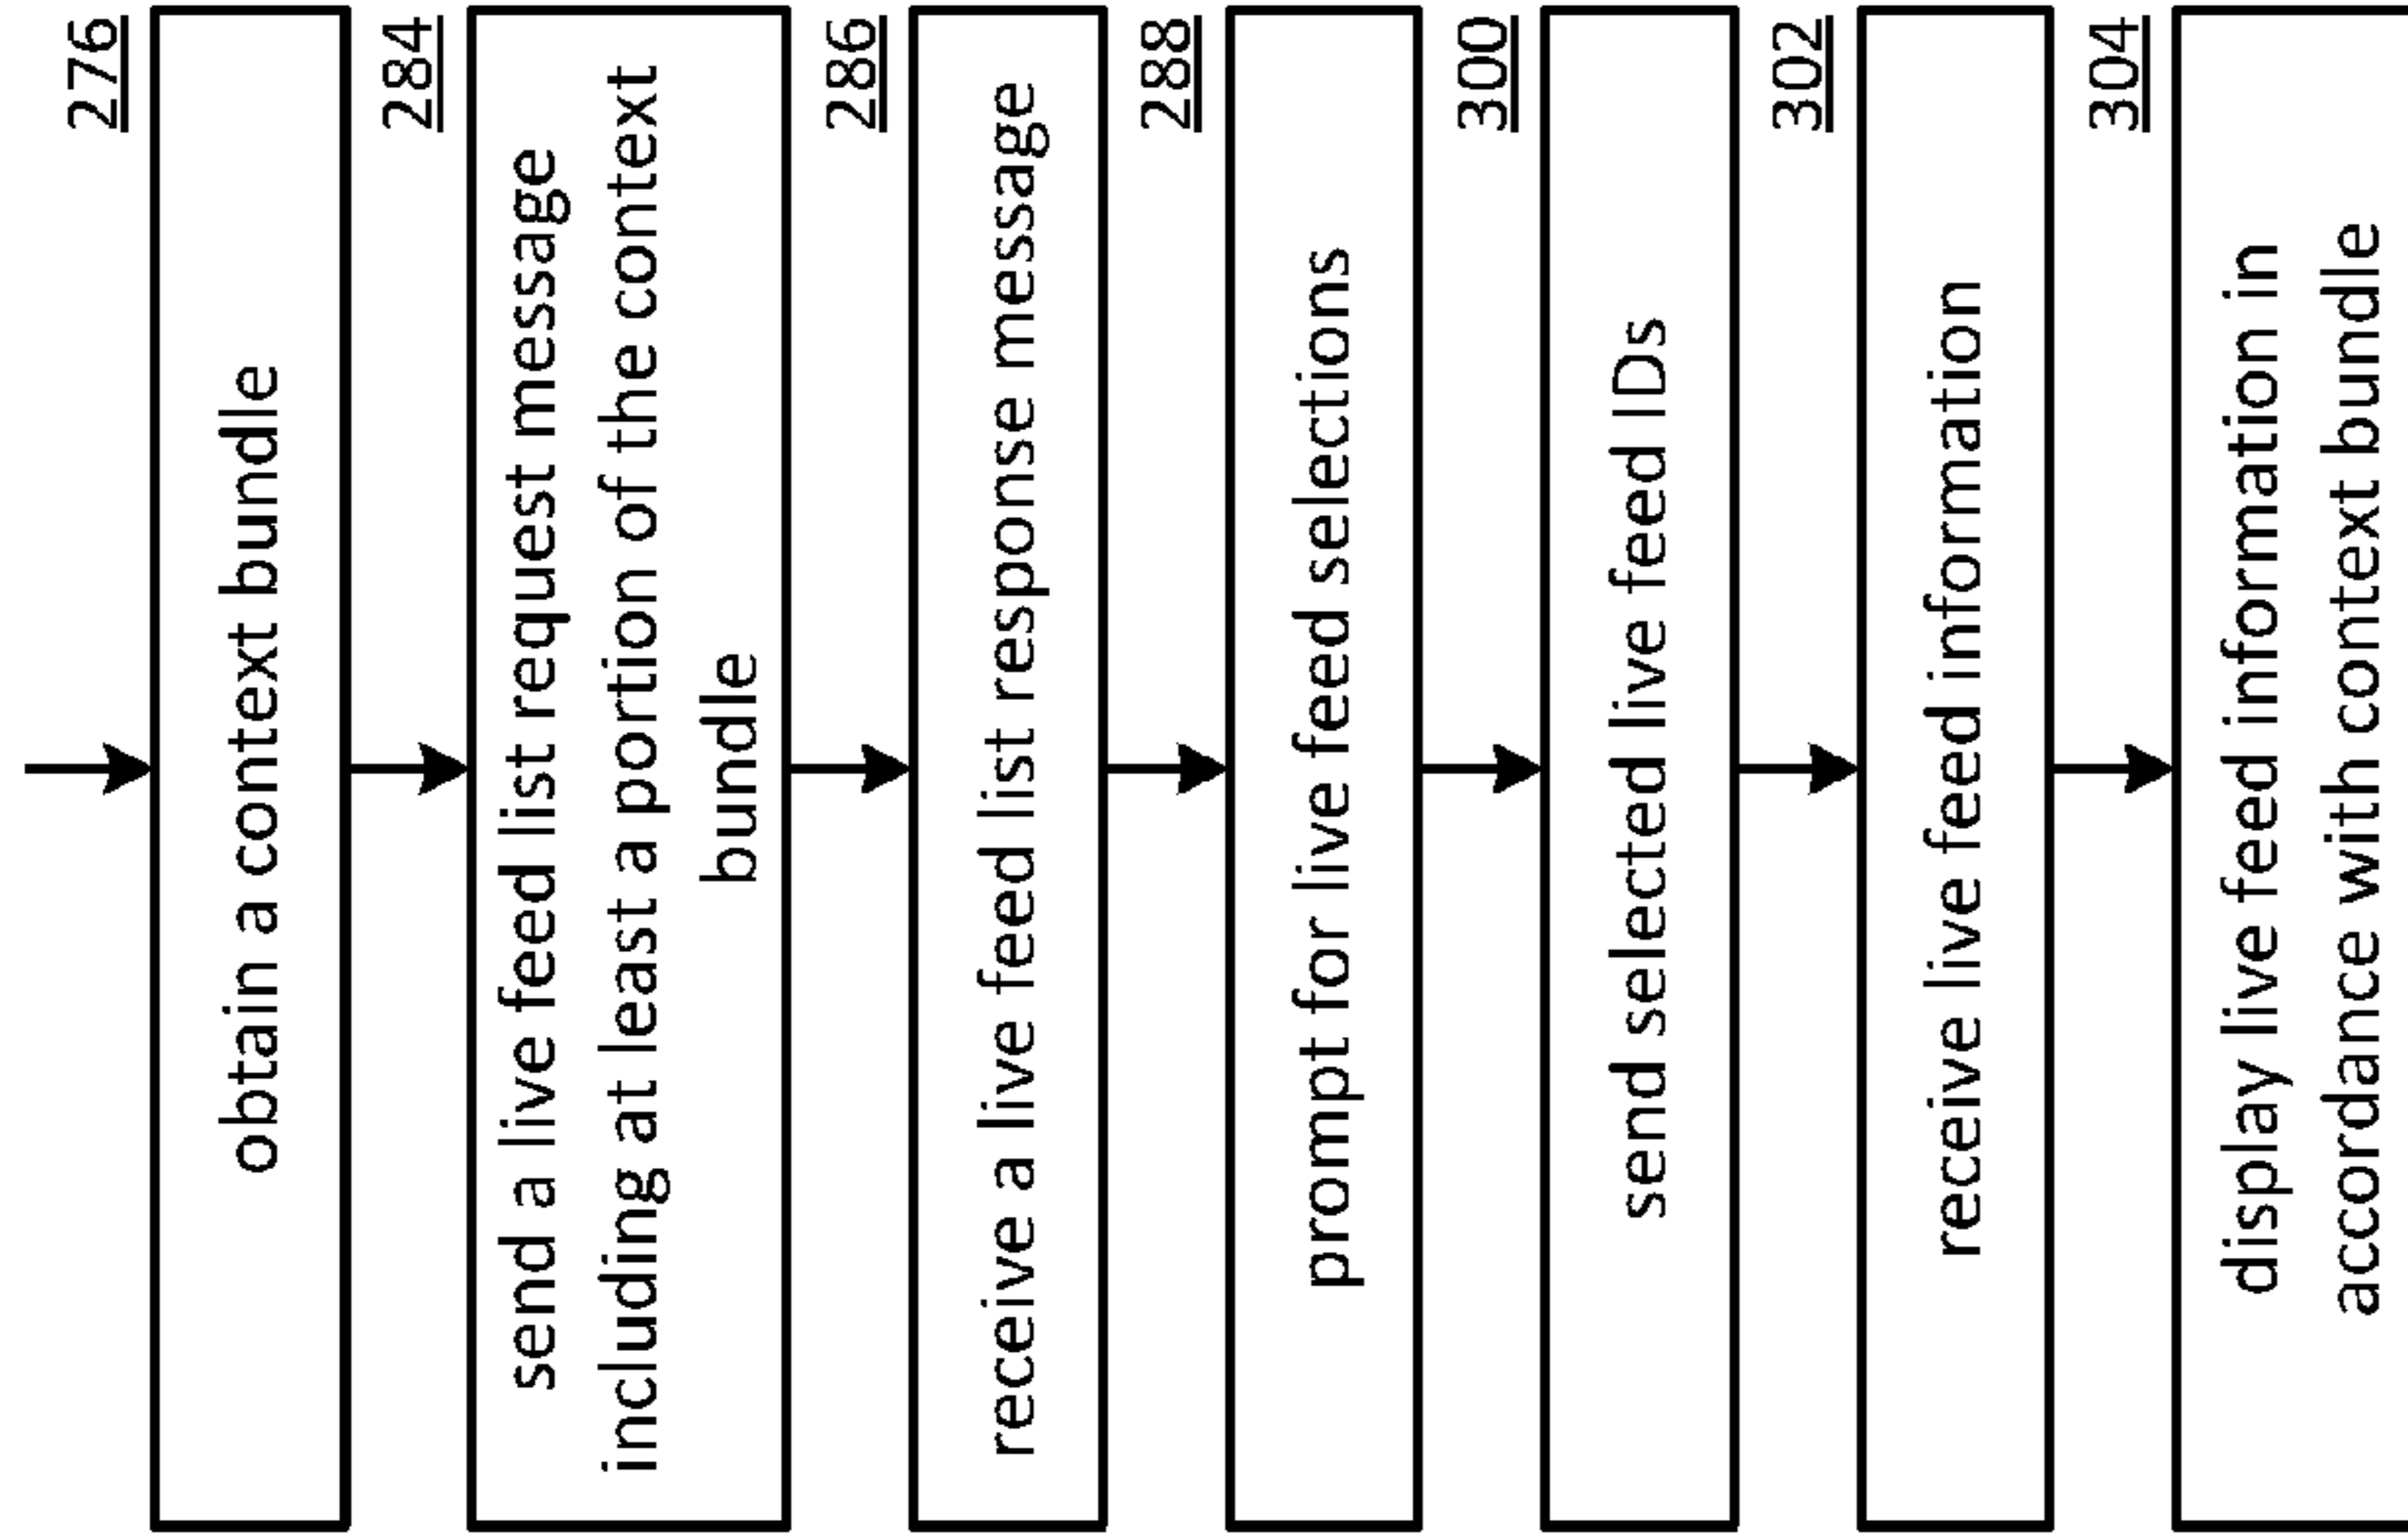 276
obtain a context bundle
284
send a live feed list request message
including at least a portion of the context
bundle
286
receive a live feed list response message
288
prompt for live feed selections
300
send selected live feed IDs
302
receive live feed information
304
display live feed information in
accordance with context bundle